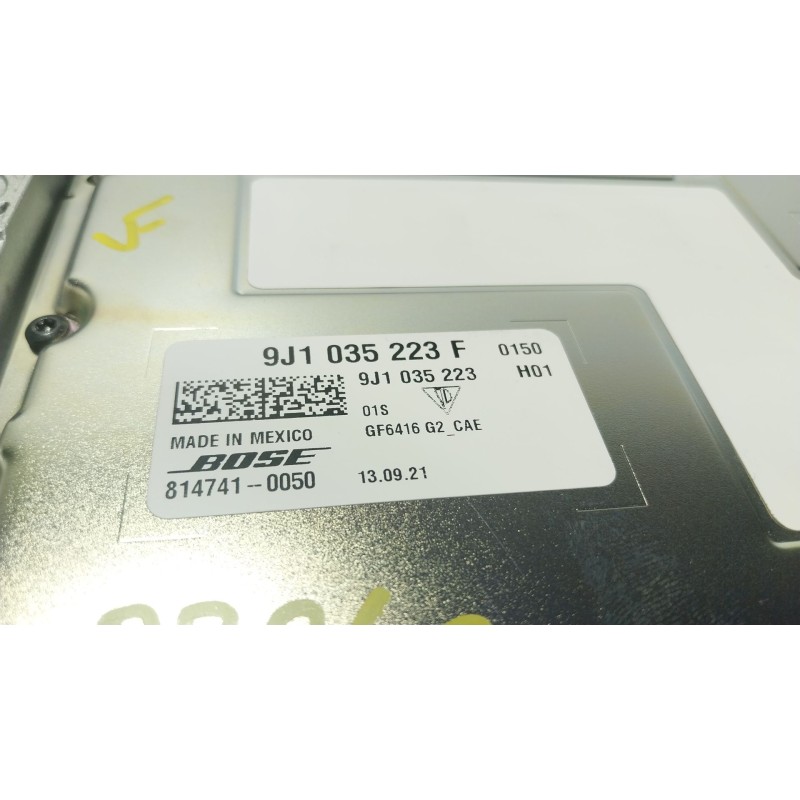 VF
9J1 035 223 F 0150
9J1 035 223 H01
01S
GF6416 G2_CAE
MADE IN MEXICO
BOSE
814741-0050 13.09.21